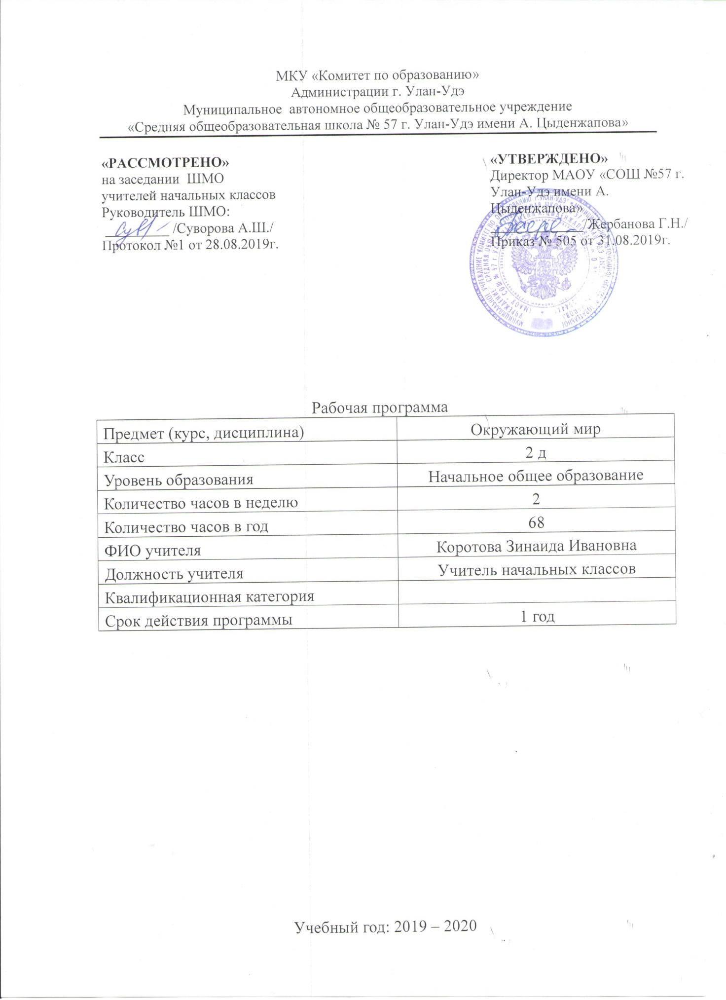 МКУ «Комитет по образованию»
Администрации г. Улан-Удэ
Муниципальное автономное общеобразовательное учреждение
«Средняя общеобразовательная школа № 57 г. Улан-Удэ имени А. Цыденжапова»
«РАССМОТРЕНО»
на заседании ШМО
учителей начальных классов
Руководитель ШМО:
/Суворова А.Ш./
Протокол №1 от 28.08.2019г.
«УТВЕРЖДЕНО»
Директор МАОУ «СОШ №57 г.
Улан-Удэ имени А.
Цыденжапова»
/Жербанова Г.Н./
Приказ № 505 от 31.08.2019г.
Рабочая программа
Предмет (курс, дисциплина) Окружающий мир
Класс 2 д
Уровень образования Начальное общее образование
Количество часов в неделю 2
Количество часов в год 68
ФИО учителя Коротова Зинаида Ивановна
Должность учителя Учитель начальных классов
Квалификационная категория
Срок действия программы 1 год
Учебный год: 2019 – 2020